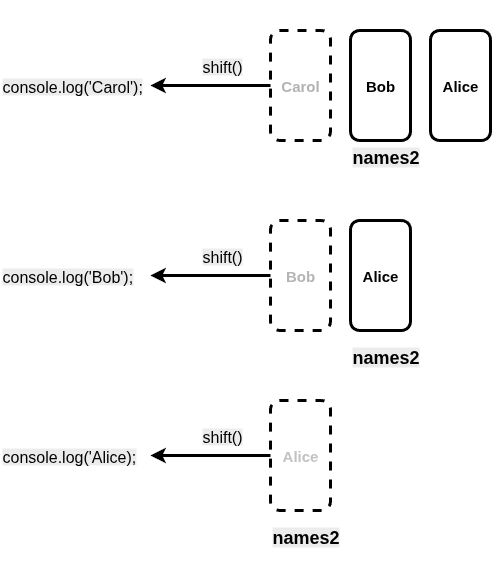 shift()
console.log('Carol');
Carol
Bob
Alice
names2
shift()
console.log('Bob');
Bob
Alice
names2
shift()
console.log('Alice);
Alice
names2